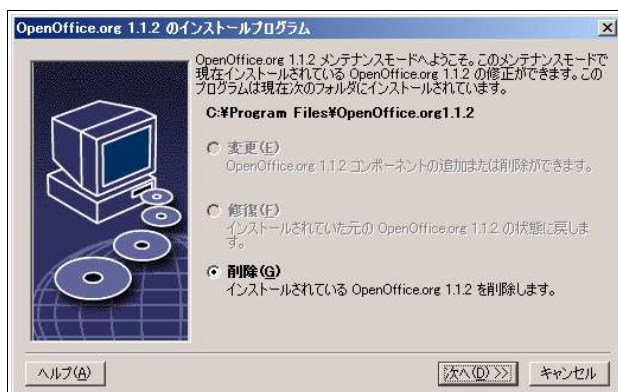 OpenOffice.org 1.1.2 のインストールプログラム
OpenOffice.org 1.1.2 メンテナンスモードへようこそ。このメンテナンスモードで
現在インストールされている OpenOffice.org 1.1.2 の修正ができます。この
プログラムは現在次のフォルダにインストールされています。
C:¥Program Files¥OpenOffice.org1.1.2
変更(E)
OpenOffice.org 1.1.2 コンポーネントの追加または削除ができます。
修復(F)
インストールされていた元の OpenOffice.org 1.1.2 の状態に戻しま
す。
削除(G)
インストールされている OpenOffice.org 1.1.2 を削除します。
ヘルプ(A)
次へ(D) >>
キャンセル